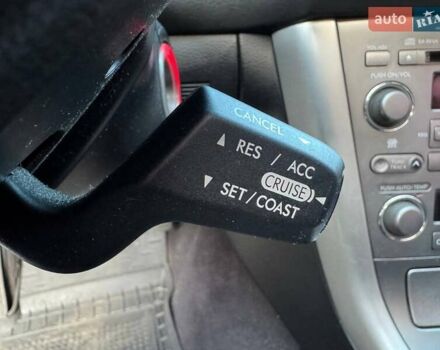 auto RIA
CANCEL
RES / ACC
CRUISE
SET / COAST
PUSH ON/VOL
PUSH AUTO/TEMP